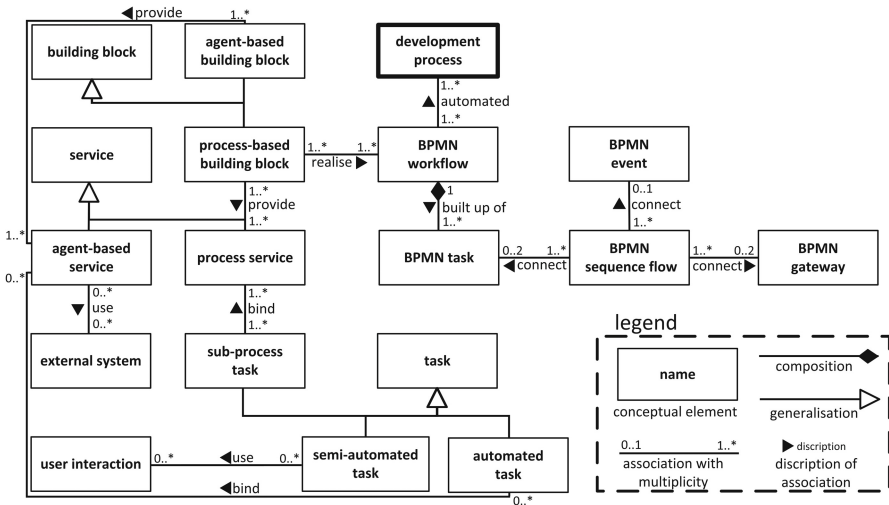 provide
1..*
building block
agent-based
building block
development
process
1..*
automated
1..*
service
process-based
building block
1..*
1..*
realise
BPMN
workflow
BPMN
event
1..*
provide
1..*
1
built up of
1..*
0..1
connect
1..*
1..*
agent-based
service
process service
BPMN task
0..2
1..*
connect
BPMN
sequence flow
1..*
0..2
connect
BPMN
gateway
0..*
0..*
use
0..*
1..*
bind
1..*
external system
sub-process
task
task
user interaction
0..*
use
0..*
semi-automated
task
automated
task
bind
0..*
legend
name
conceptual element
composition
generalisation
0..1
1..*
association with
multiplicity
discription
discription of
association